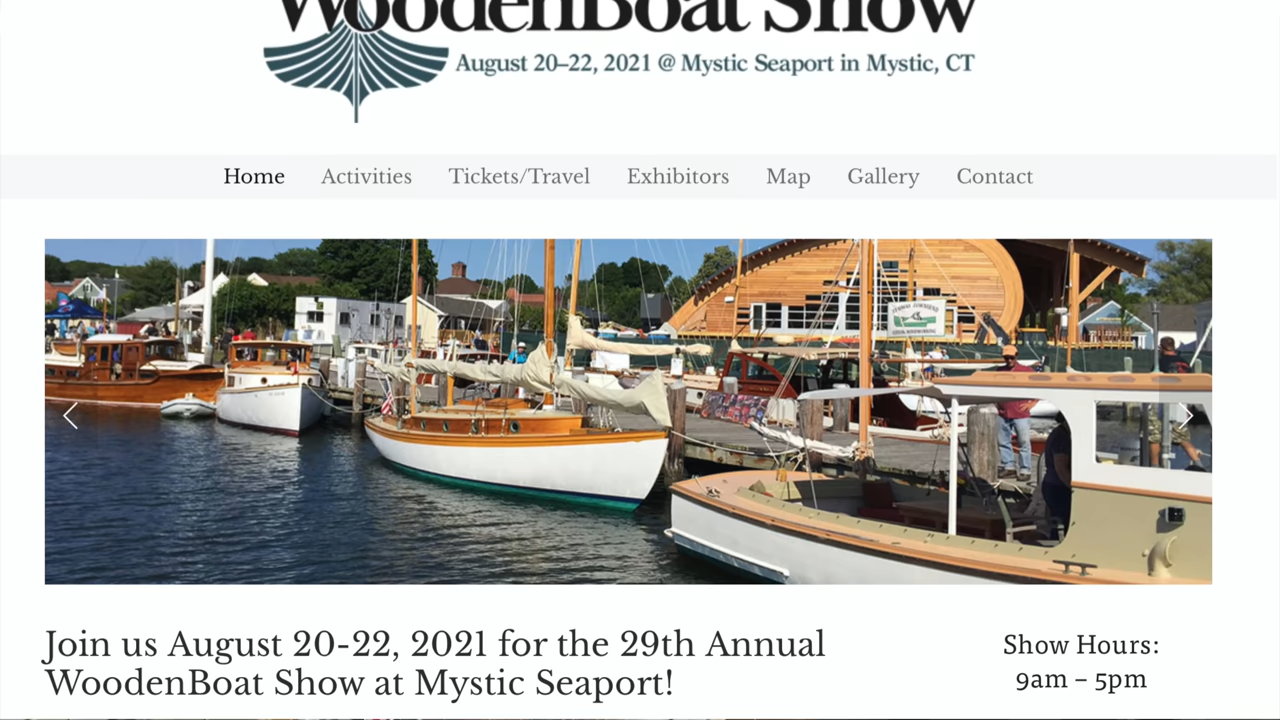 WoodenBoat Show
August 20–22, 2021 @ Mystic Seaport in Mystic, CT
Home Activities Tickets/Travel Exhibitors Map Gallery Contact
Join us August 20-22, 2021 for the 29th Annual
WoodenBoat Show at Mystic Seaport!
Show Hours:
9am – 5pm